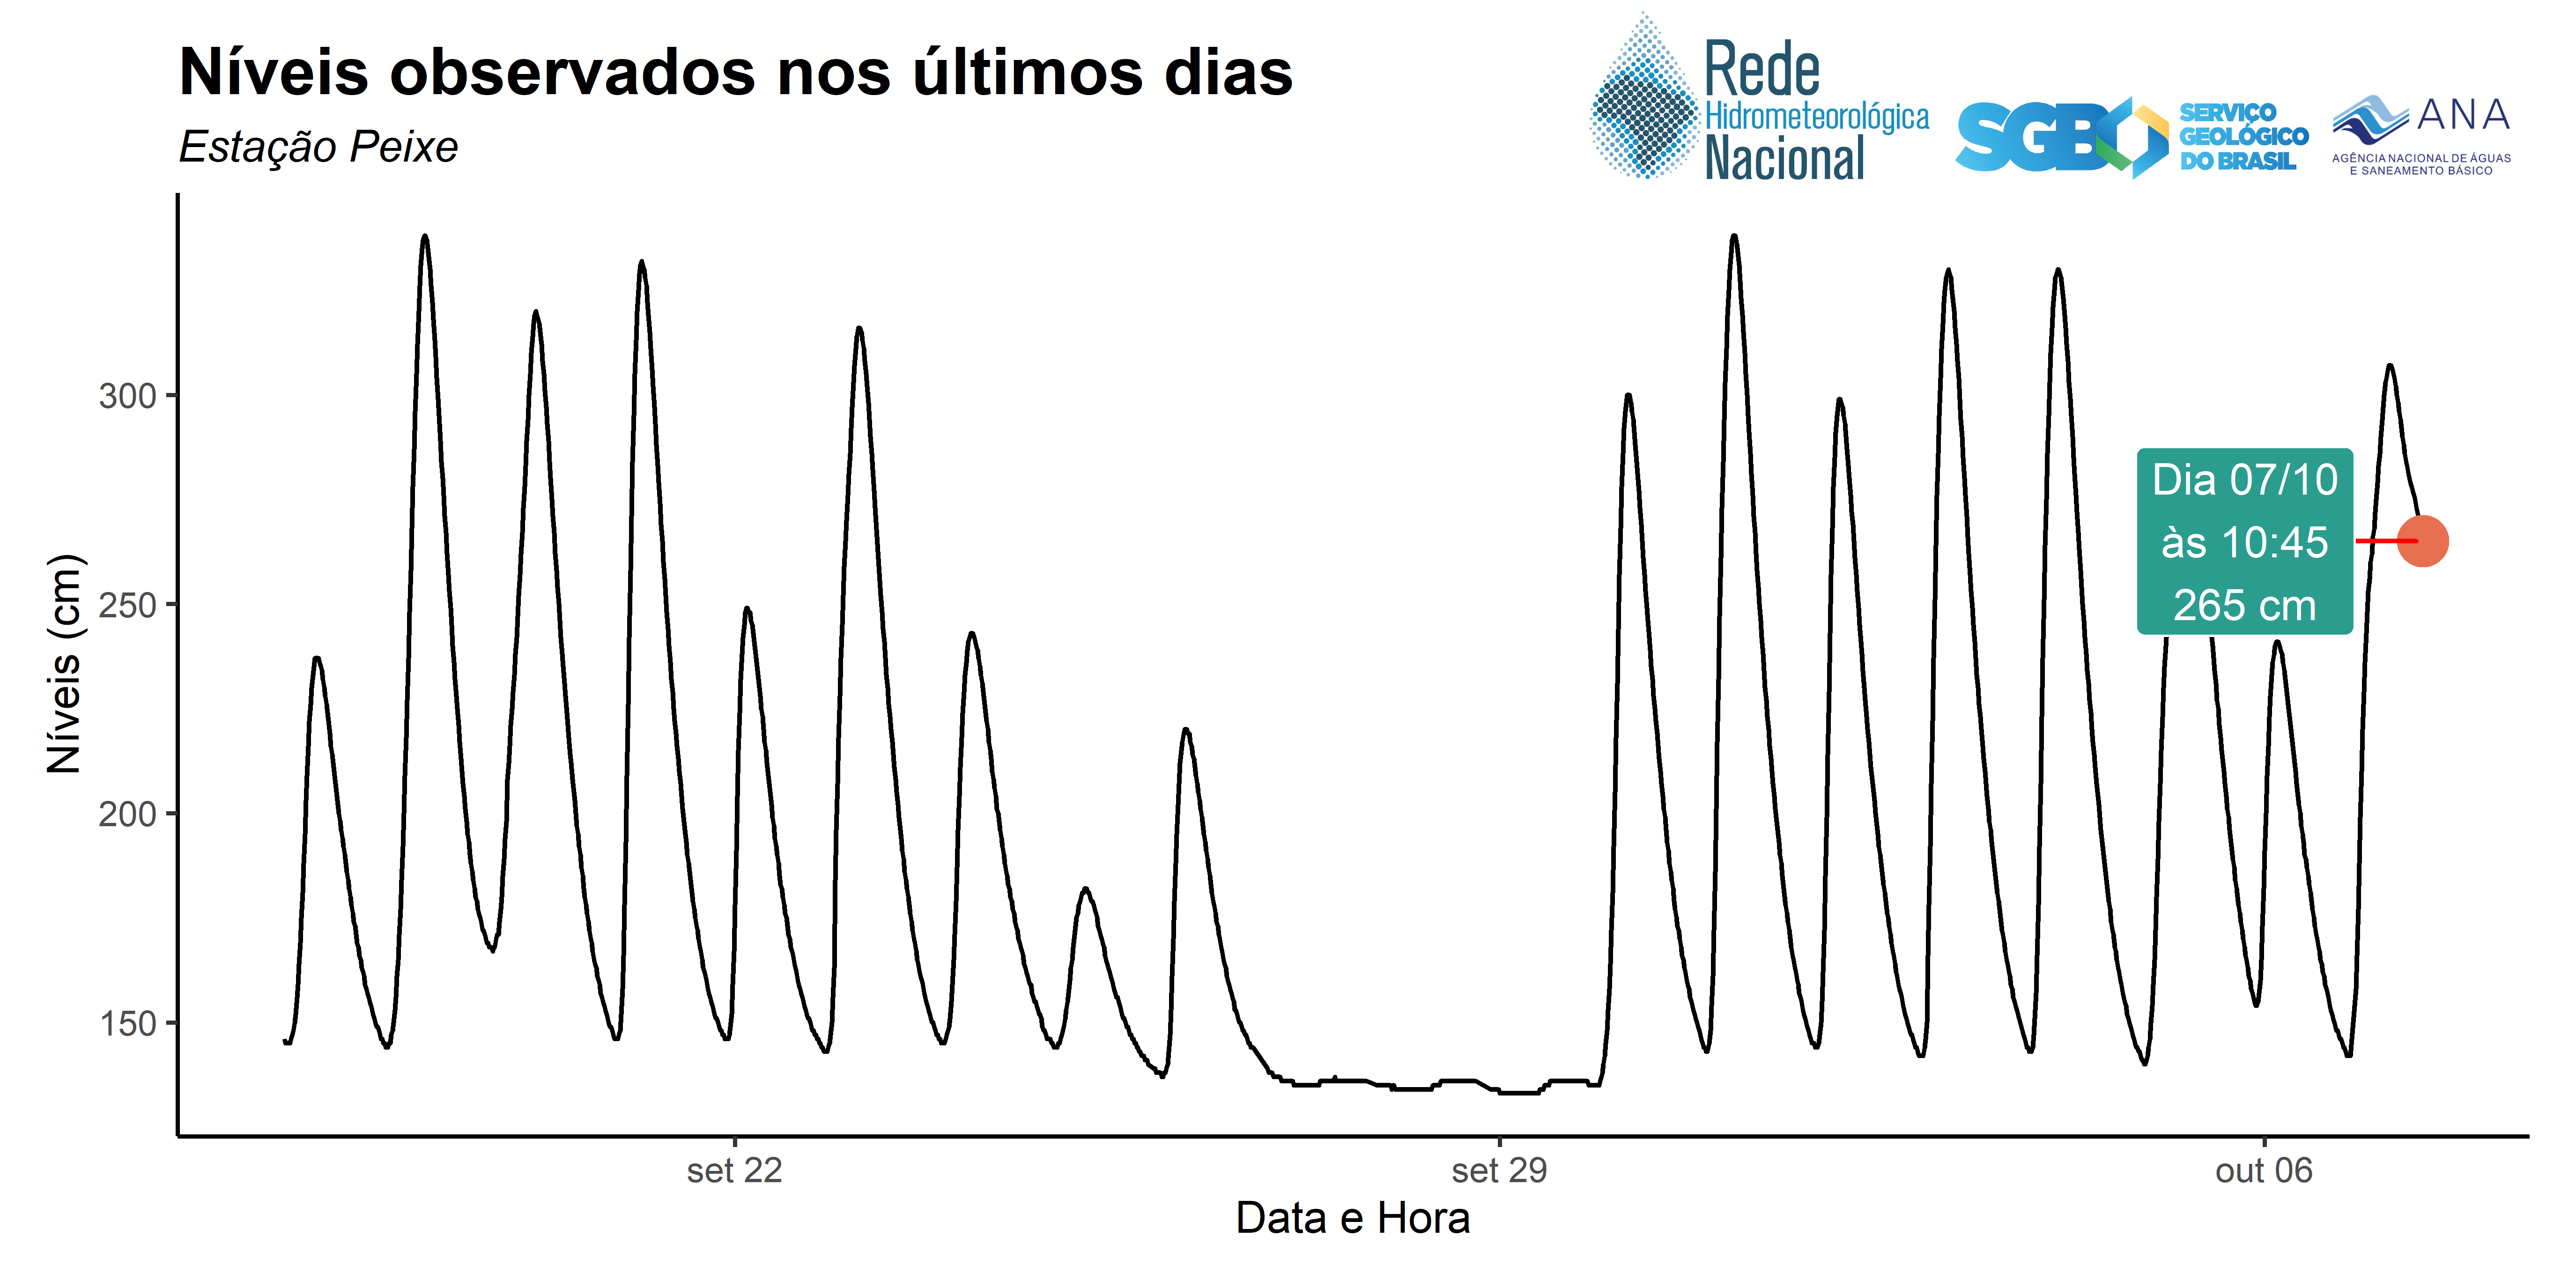 Níveis observados nos últimos dias
Estação Peixe
Rede
Hidrometeorológica
Nacional
SGB
SERVIÇO
GEOLÓGICO
DO BRASIL
ANA
AGÊNCIA NACIONAL DE ÁGUAS
E SANEAMENTO BÁSICO
Níveis (cm)
300
250
200
150
Dia 07/10
às 10:45
265 cm
set 22
set 29
out 06
Data e Hora